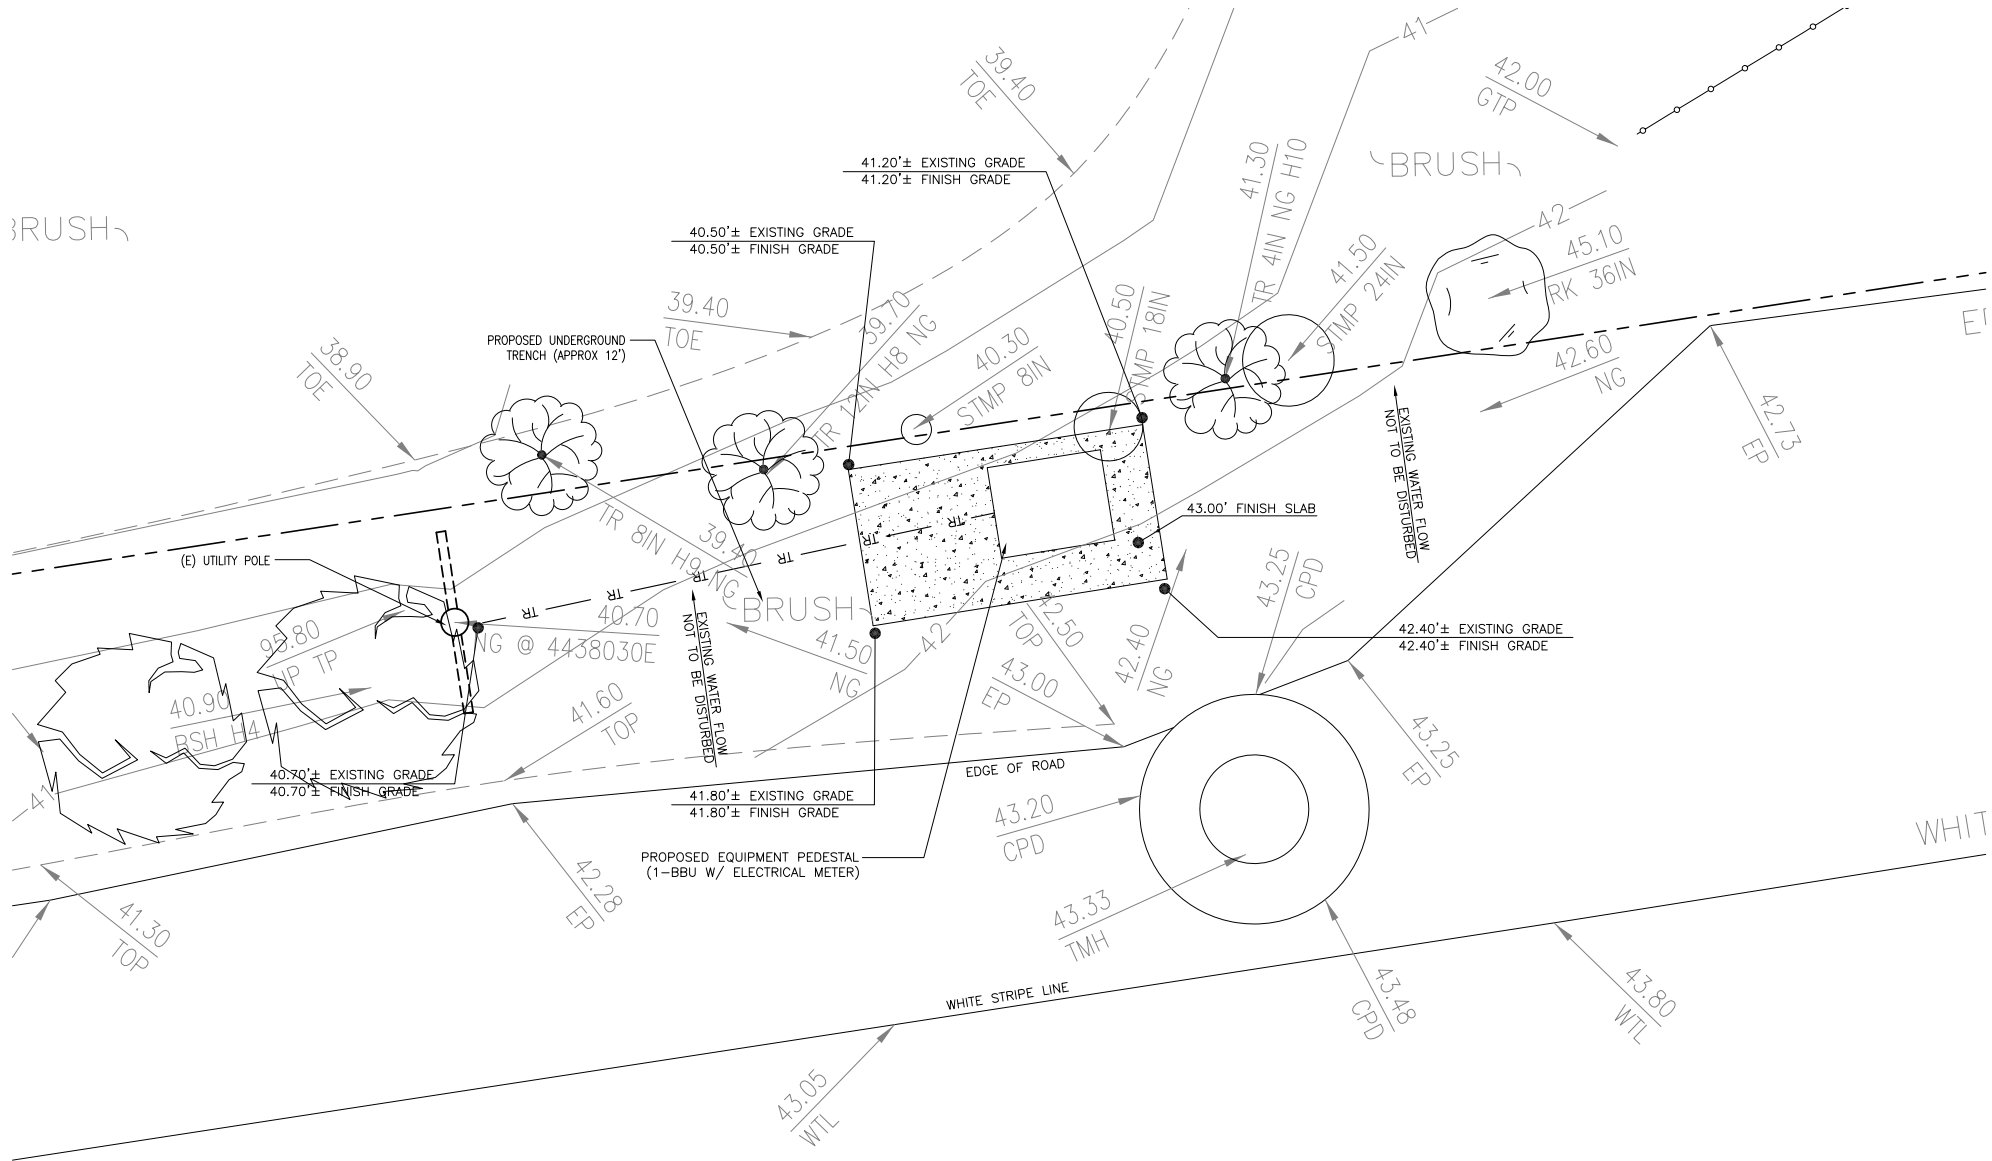 41
39.40
TOE
42.00
GTP
41.20'± EXISTING GRADE
41.20'± FINISH GRADE
41.30
TR 4IN NG H10
BRUSH
BRUSH
42
45.10
RK 36IN
40.50'± EXISTING GRADE
40.50'± FINISH GRADE
41.50
STMP 24IN
39.40
TOE
39.70
TR 12IN H8 NG
40.50
STMP 18IN
PROPOSED UNDERGROUND
TRENCH (APPROX 12')
38.90
TOE
40.30
STMP 8IN
42.60
NG
42.73
EP
EXISTING WATER FLOW
NOT TO BE DISTURBED
43.00' FINISH SLAB
39.40
TR 8IN H9 NG
TR
TR
TR
TR
TR
TR
(E) UTILITY POLE
BRUSH
40.70
NG @ 4438030E
95.80
UP TP
EXISTING WATER FLOW
NOT TO BE DISTURBED
41.50
NG
42
42.50
TOP
42.40
NG
43.25
CPD
42.40'± EXISTING GRADE
42.40'± FINISH GRADE
40.90
BSH H4
41.60
TOP
43.00
EP
43.25
EP
41
40.70'± EXISTING GRADE
40.70'± FINISH GRADE
EDGE OF ROAD
41.80'± EXISTING GRADE
41.80'± FINISH GRADE
43.20
CPD
PROPOSED EQUIPMENT PEDESTAL
(1-BBU W/ ELECTRICAL METER)
42.28
EP
41.30
TOP
43.33
TMH
WHITE STRIPE LINE
43.48
CPD
43.80
WTL
43.05
WTL